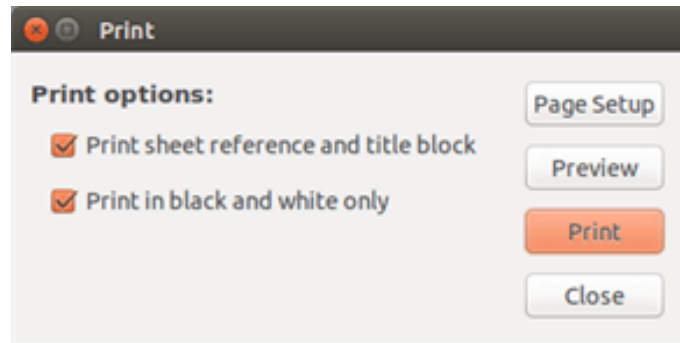 Print
Print options:
Page Setup
Print sheet reference and title block
Preview
Print in black and white only
Print
Close